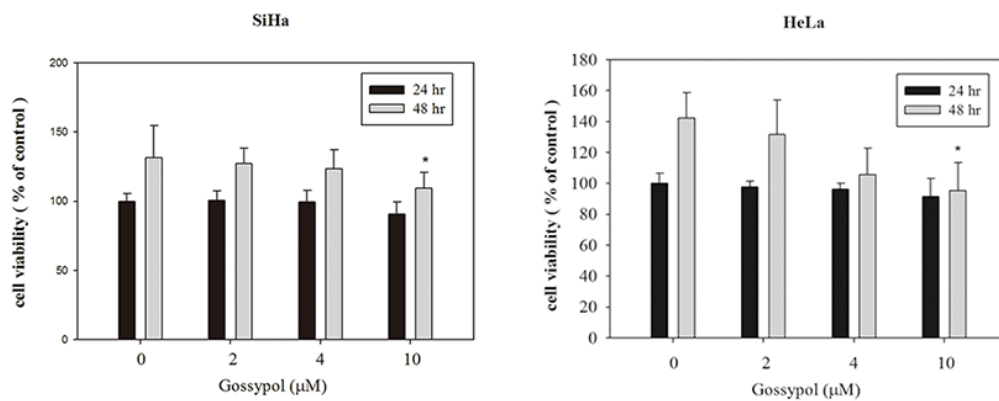 SiHa
cell viability ( % of control )
200
150
100
50
0
24 hr
48 hr
*
0 2 4 10
Gossypol (μM)
HeLa
cell viability ( % of control )
180
160
140
120
100
80
60
40
20
0
24 hr
48 hr
*
0 2 4 10
Gossypol (μM)